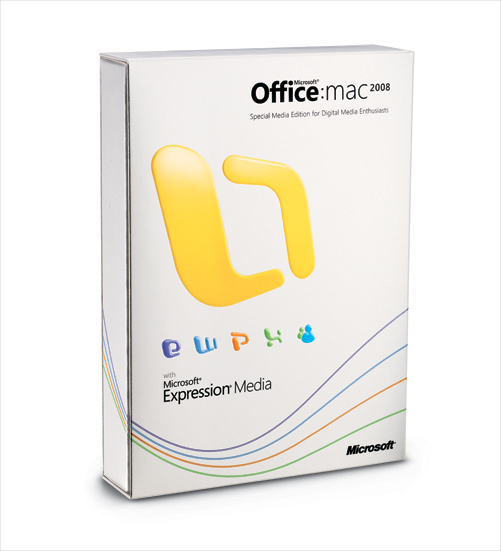 Microsoft®
Office:mac 2008
Special Media Edition for Digital Media Enthusiasts
e w p x
with
Microsoft®
Expression® Media
Microsoft®